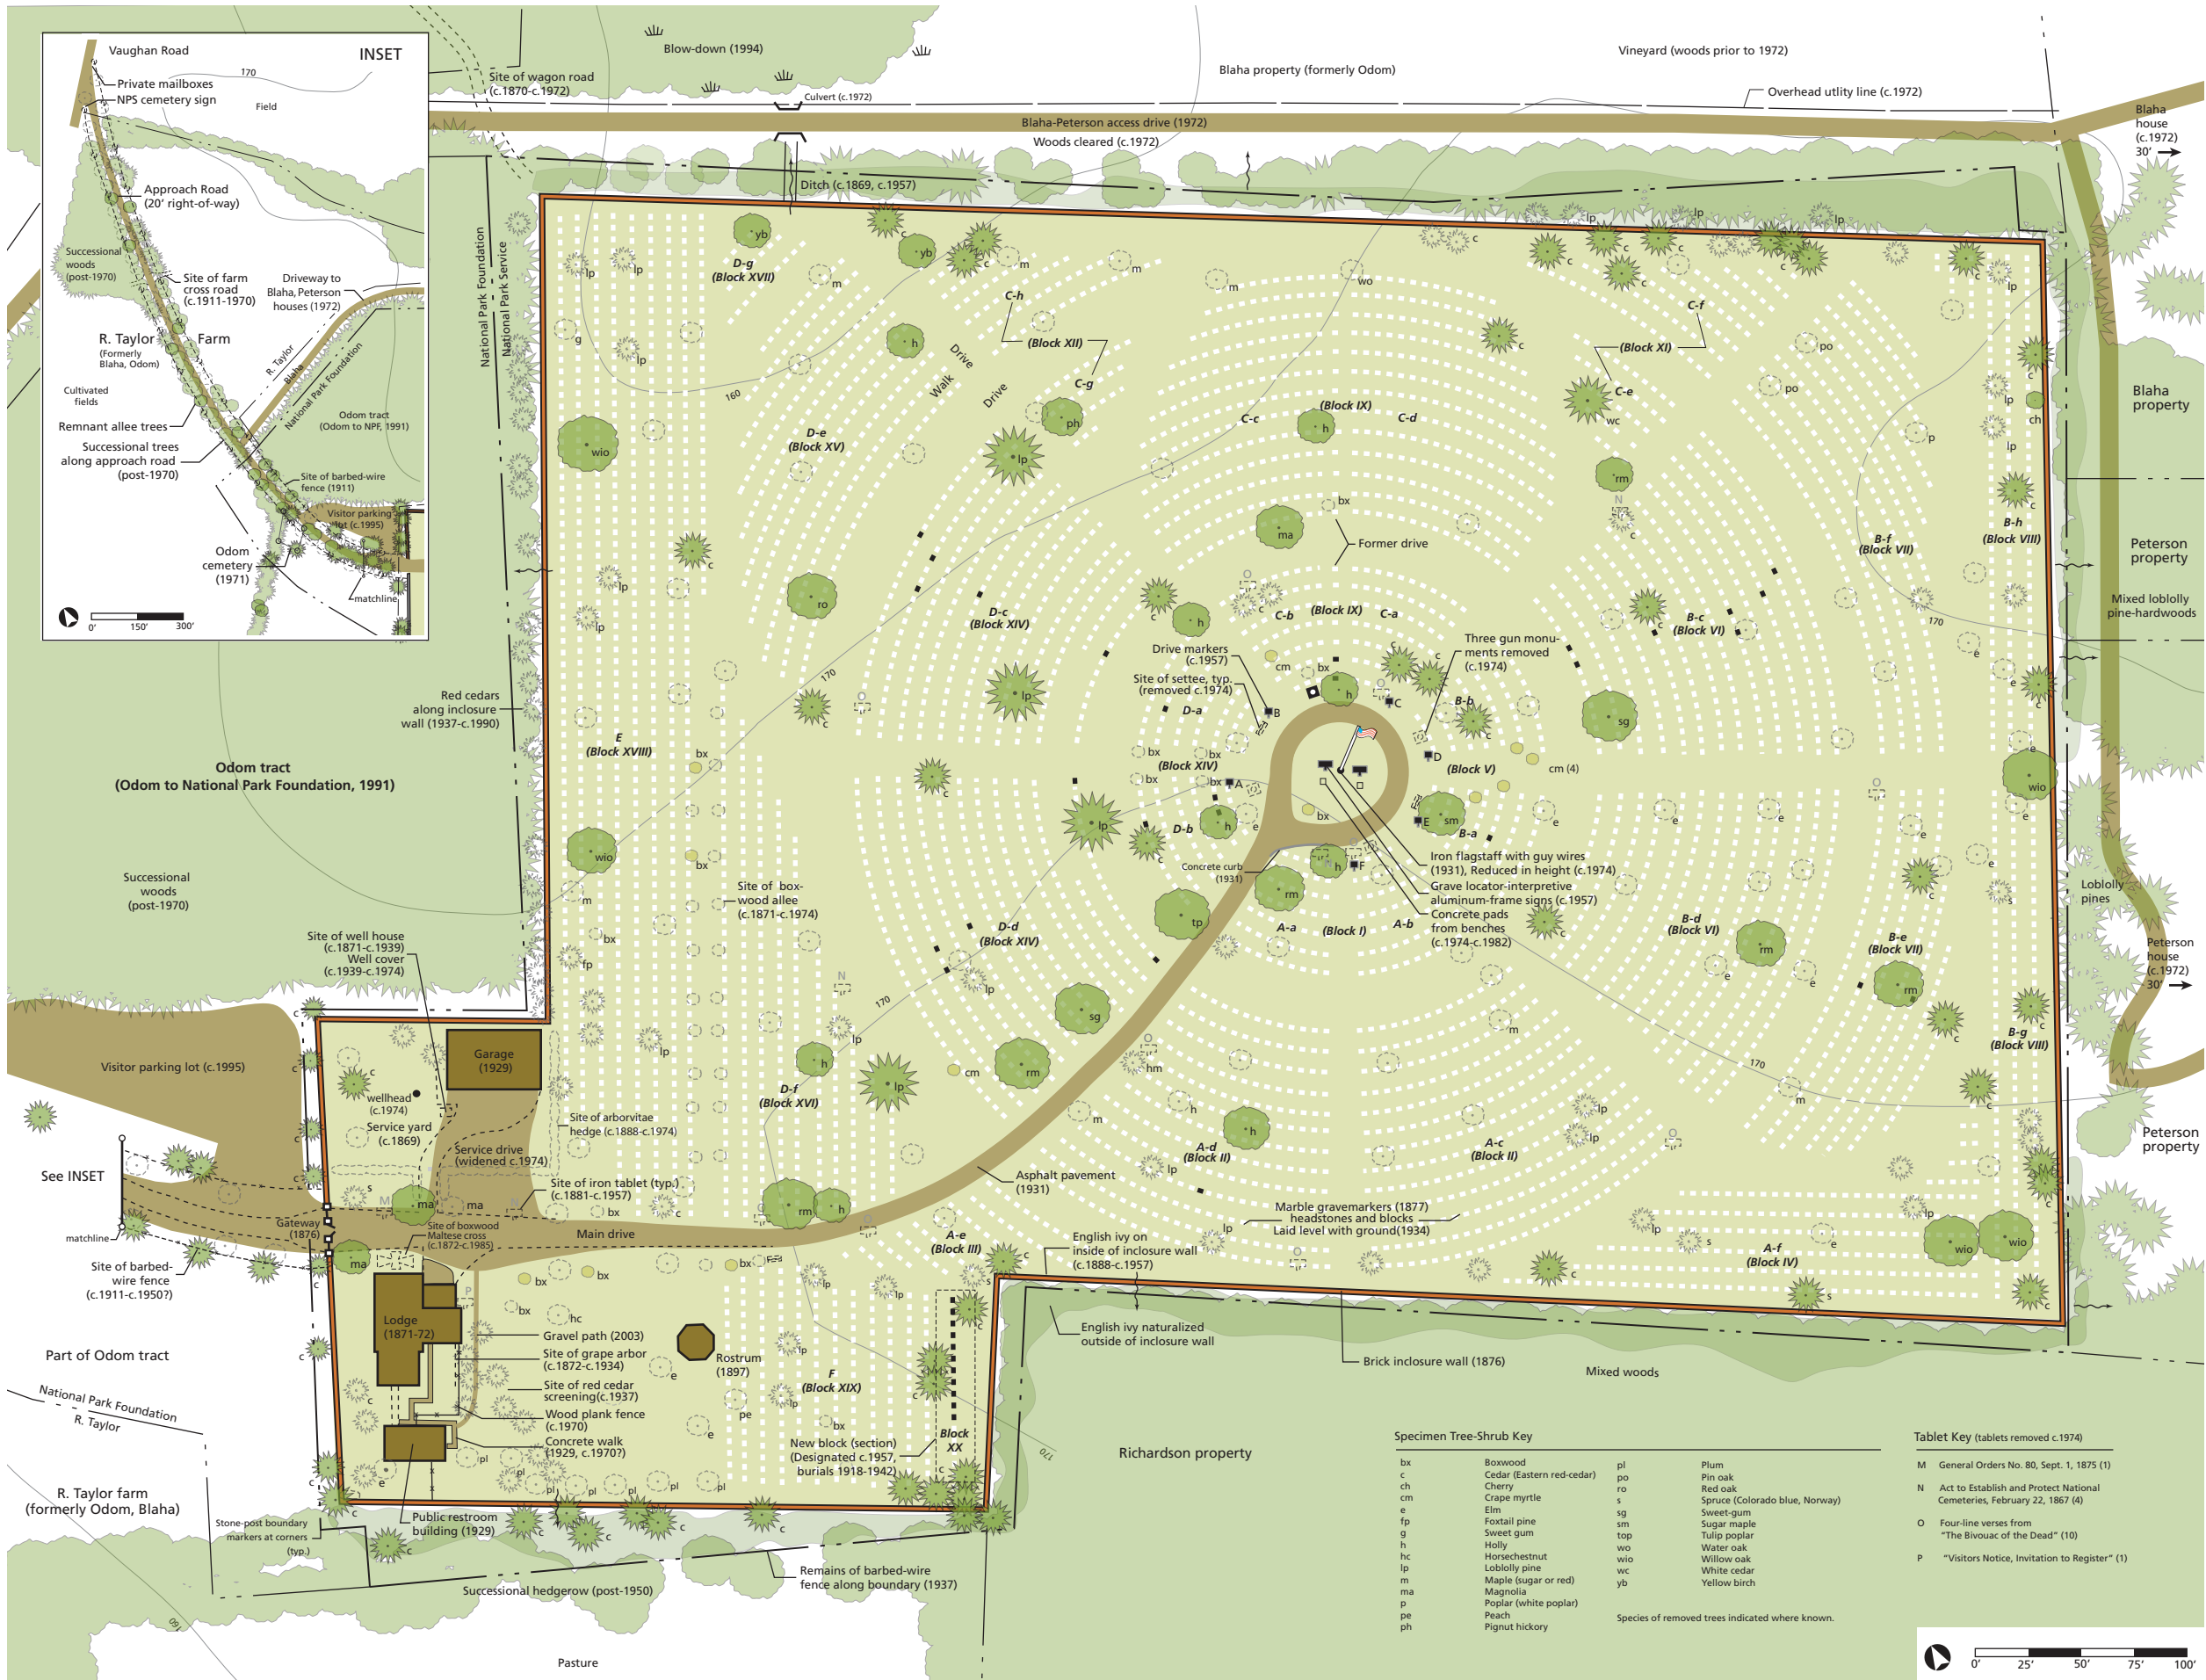 INSET
Vaughan Road
Private mailboxes
NPS cemetery sign
170
Field
Approach Road
(20' right-of-way)
Successional
woods
(post-1970)
Site of farm
cross road
(c.1911-1970)
Driveway to
Blaha, Peterson
houses (1972)
R. Taylor Farm
(Formerly
Blaha, Odom)
R. Taylor
Blaha
National Park Foundation
Cultivated
fields
Odom tract
(Odom to NPF, 1991)
Remnant allee trees
Successional trees
along approach road
(post-1970)
Site of barbed-wire
fence (1911)
Visitor parking
lot (c.1995)
Odom
cemetery
(1971)
matchline
0' 150' 300'
Site of wagon road
(c.1870-c.1972)
Blow-down (1994)
Culvert (c.1972)
Blaha property (formerly Odom)
Vineyard (woods prior to 1972)
Overhead utlity line (c.1972)
Blaha-Peterson access drive (1972)
Woods cleared (c.1972)
Blaha
house
(c.1972)
30'
Ditch (c.1869, c.1957)
National Park Foundation
National Park Service
D-g
(Block XVII)
C-h
(Block XII)
C-g
C-f
(Block XI)
C-e
Drive
Walk
Drive
160
(Block IX)
C-c
C-d
D-e
(Block XV)
Blaha
property
Former drive
B-f
(Block VII)
B-h
(Block VIII)
Peterson
property
Mixed loblolly
pine-hardwoods
170
D-c
(Block XIV)
(Block IX)
C-b
C-a
B-c
(Block VI)
Three gun monu-
ments removed
(c.1974)
Drive markers
(c.1957)
Site of settee, typ.
(removed c.1974)
Red cedars
along inclosure
wall (1937-c.1990)
170
D-a
B
C
B-b
E
(Block XVIII)
(Block XIV)
A
D
(Block V)
cm (4)
Odom tract
(Odom to National Park Foundation, 1991)
D-b
E
B-a
F
Concrete curb
(1931)
Iron flagstaff with guy wires
(1931), Reduced in height (c.1974)
Grave locator-interpretive
aluminum-frame signs (c.1957)
Concrete pads
from benches
(c.1974-c.1982)
Successional
woods
(post-1970)
Site of box-
wood allee
(c.1871-c.1974)
Loblolly
pines
D-d
(Block XIV)
A-a
(Block I)
A-b
B-d
(Block VI)
B-e
(Block VII)
Site of well house
(c.1871-c.1939)
Well cover
(c.1939-c.1974)
Peterson
house
(c.1972)
30'
170
Garage
(1929)
B-g
(Block VIII)
Visitor parking lot (c.1995)
170
wellhead
(c.1974)
Service yard
(c.1869)
D-f
(Block XVI)
Site of arborvitae
hedge (c.1888-c.1974)
Service drive
(widened c.1974)
A-d
(Block II)
A-c
(Block II)
Peterson
property
See INSET
Asphalt pavement
(1931)
Site of iron tablet (typ.)
(c.1881-c.1957)
Gateway
(1876)
Site of boxwood
Maltese cross
(c.1872-c.1985)
Main drive
Marble gravemarkers (1877)
headstones and blocks
Laid level with ground(1934)
matchline
A-e
(Block III)
English ivy on
inside of inclosure wall
(c.1888-c.1957)
A-f
(Block IV)
Site of barbed-
wire fence
(c.1911-c.1950?)
Lodge
(1871-72)
Gravel path (2003)
Site of grape arbor
(c.1872-c.1934)
Rostrum
(1897)
English ivy naturalized
outside of inclosure wall
Brick inclosure wall (1876)
Mixed woods
Part of Odom tract
F
(Block XIX)
Site of red cedar
screening(c.1937)
National Park Foundation
R. Taylor
Wood plank fence
(c.1970)
Concrete walk
(1929, c.1970?)
New block (section)
(Designated c.1957,
burials 1918-1942)
Block
XX
170
Richardson property
R. Taylor farm
(formerly Odom, Blaha)
Stone-post boundary
markers at corners
(typ.)
Public restroom
building (1929)
Remains of barbed-wire
fence along boundary (1937)
Successional hedgerow (post-1950)
160
Pasture
Specimen Tree-Shrub Key
bx Boxwood
c Cedar (Eastern red-cedar)
ch Cherry
cm Crape myrtle
e Elm
fp Foxtail pine
g Sweet gum
h Holly
hc Horsechestnut
lp Loblolly pine
m Maple (sugar or red)
ma Magnolia
p Poplar (white poplar)
pe Peach
ph Pignut hickory
pl Plum
po Pin oak
ro Red oak
s Spruce (Colorado blue, Norway)
sg Sweet-gum
sm Sugar maple
top Tulip poplar
wo Water oak
wio Willow oak
wc White cedar
yb Yellow birch
Species of removed trees indicated where known.
Tablet Key (tablets removed c.1974)
M General Orders No. 80, Sept. 1, 1875 (1)
N Act to Establish and Protect National
Cemeteries, February 22, 1867 (4)
O Four-line verses from
"The Bivouac of the Dead" (10)
P "Visitors Notice, Invitation to Register" (1)
0' 25' 50' 75' 100'